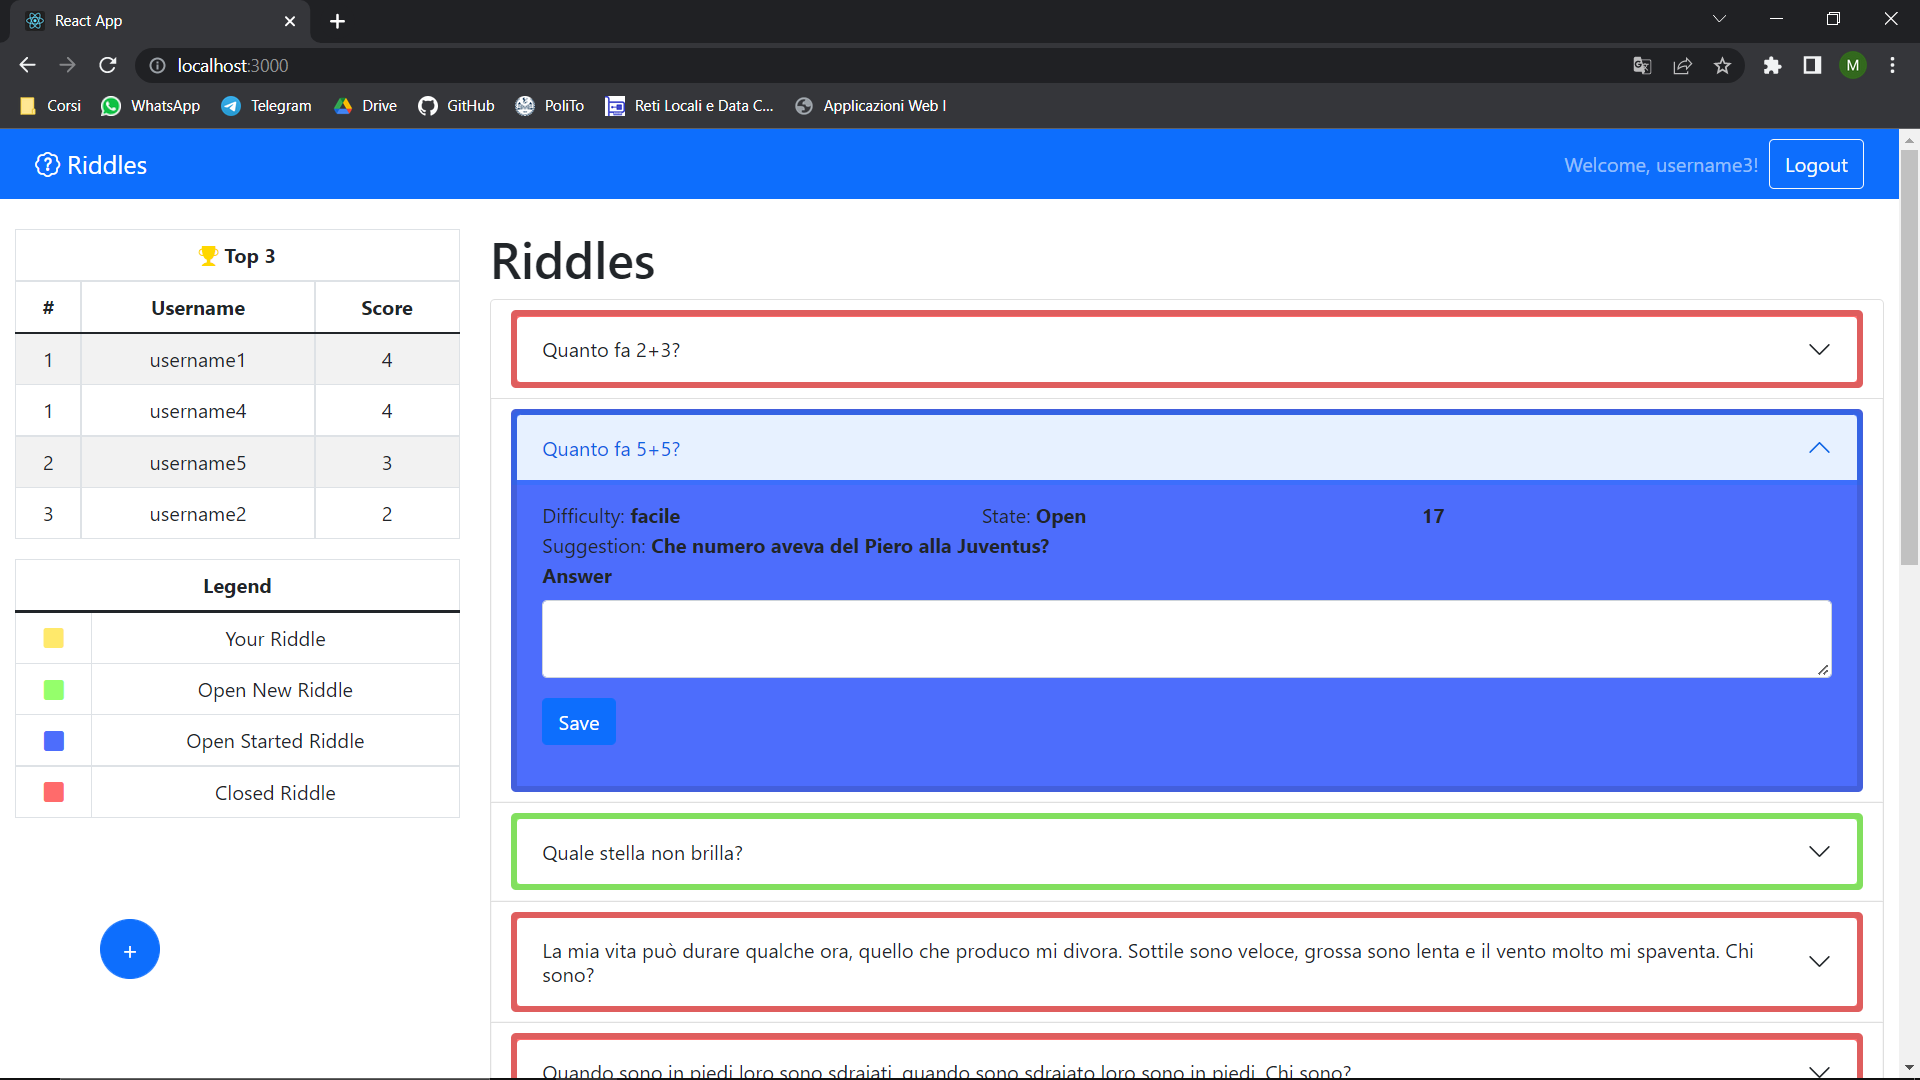 React App
localhost:3000
M
Corsi WhatsApp Telegram Drive GitHub PoliTo Reti Locali e Data C... Applicazioni Web I
Riddles
Welcome, username3! Logout
Top 3
# Username Score
1 username1 4
1 username4 4
2 username5 3
3 username2 2
Legend
Your Riddle
Open New Riddle
Open Started Riddle
Closed Riddle
+
Riddles
Quanto fa 2+3?
Quanto fa 5+5?
Difficulty: facile State: Open 17
Suggestion: Che numero aveva del Piero alla Juventus?
Answer
Save
Quale stella non brilla?
La mia vita può durare qualche ora, quello che produco mi divora. Sottile sono veloce, grossa sono lenta e il vento molto mi spaventa. Chi
sono?
Quando sono in piedi loro sono sdraiati, quando sono sdraiato loro sono in piedi. Chi sono?